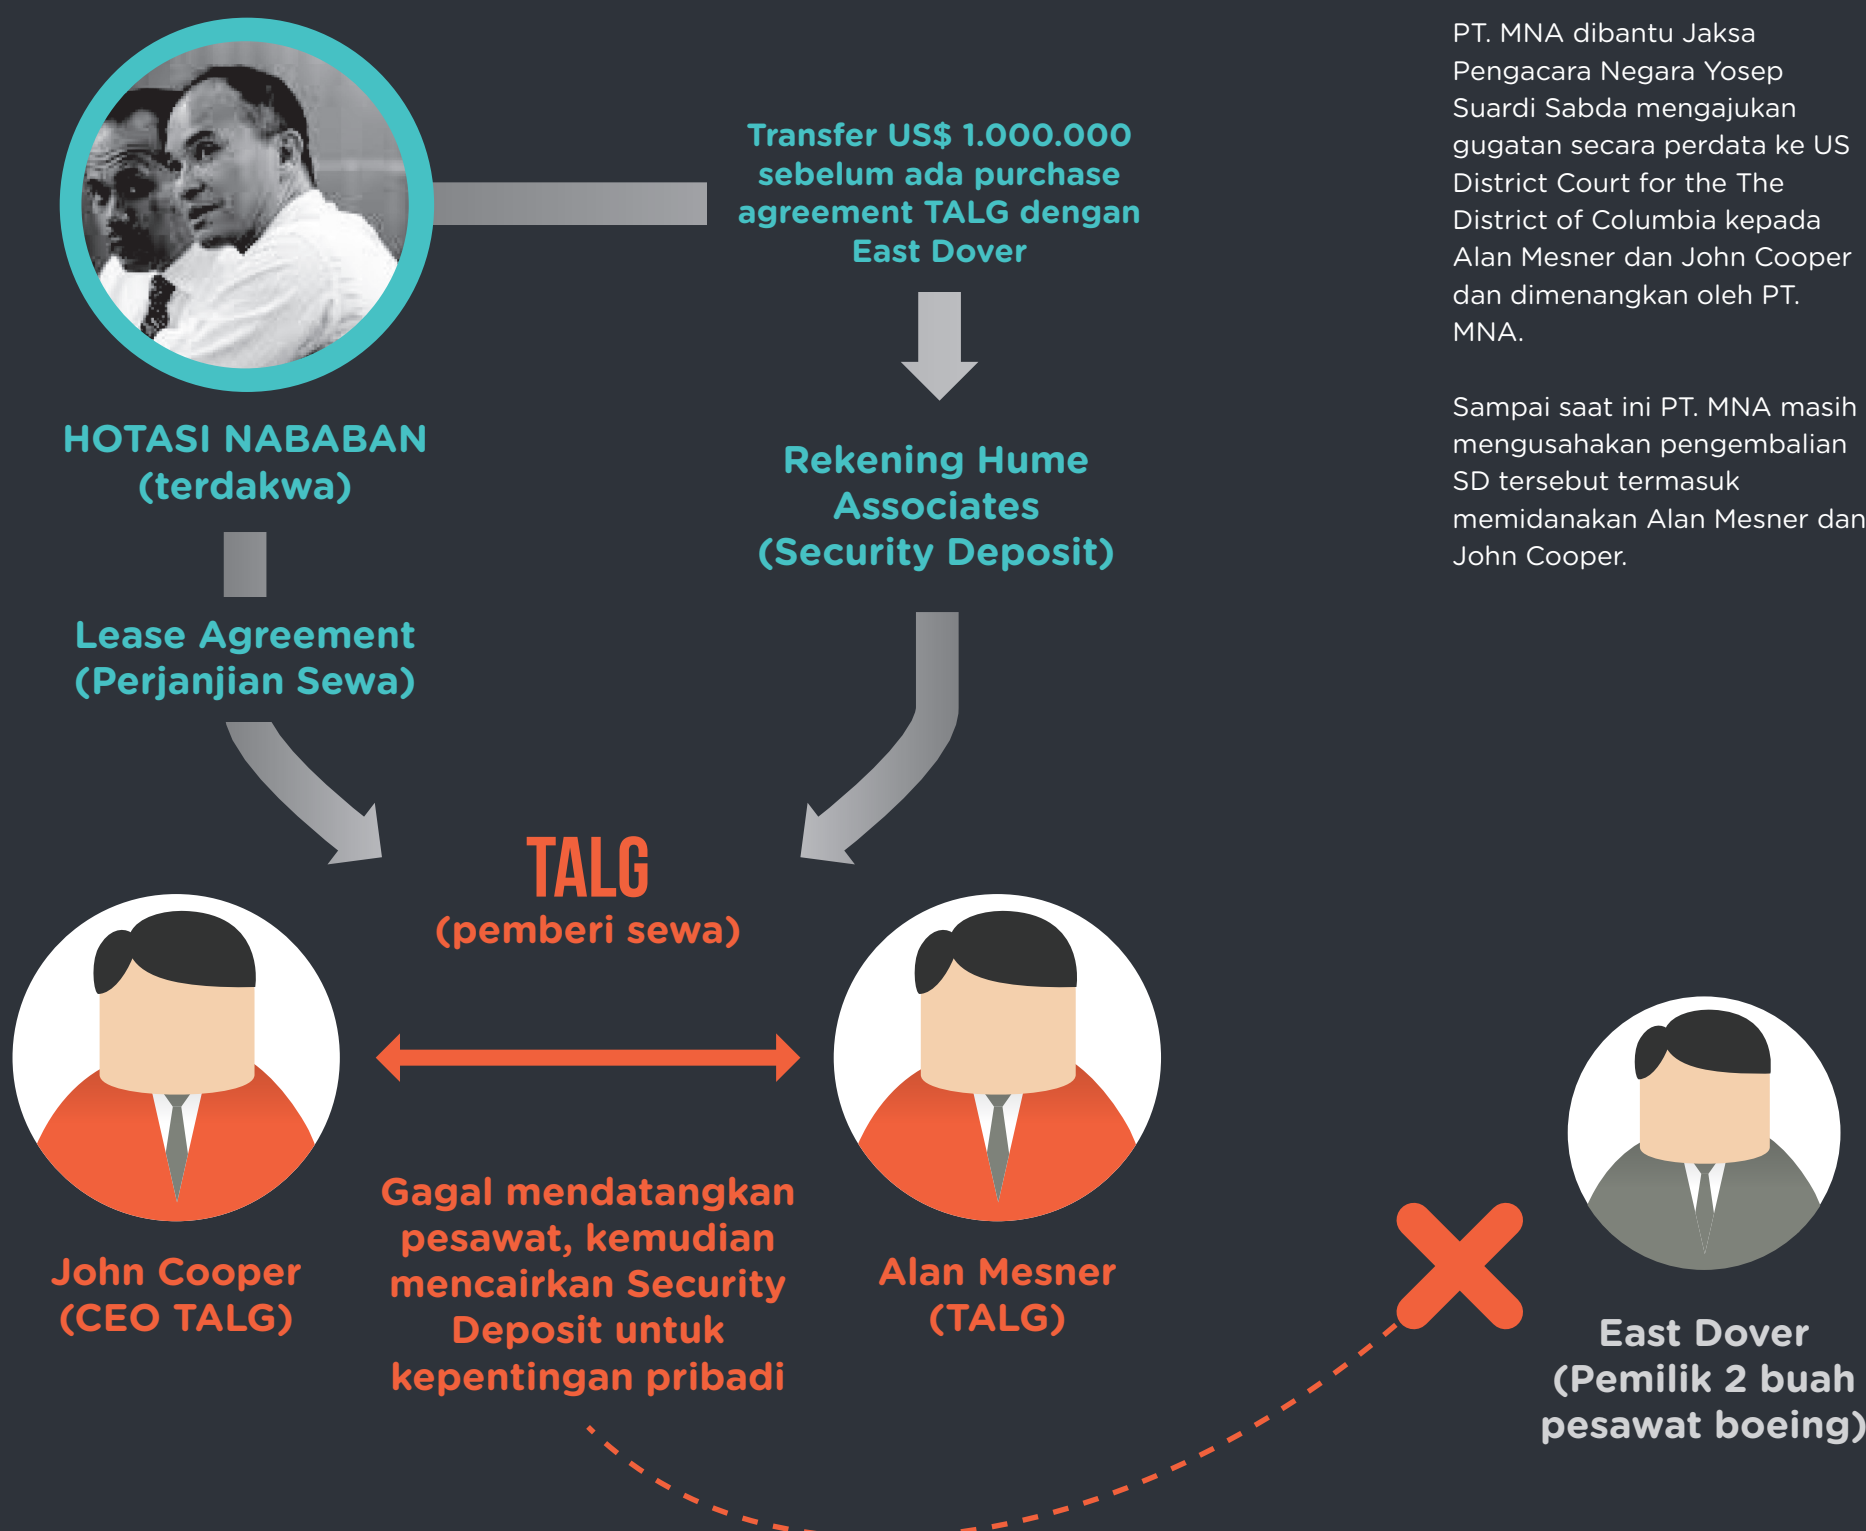 PT. MNA dibantu Jaksa
Pengacara Negara Yosep
Suardi Sabda mengajukan
gugatan secara perdata ke US
District Court for the The
District of Columbia kepada
Alan Mesner dan John Cooper
dan dimenangkan oleh PT.
MNA.
Sampai saat ini PT. MNA masih
mengusahakan pengembalian
SD tersebut termasuk
memidanakan Alan Mesner dan
John Cooper.
Transfer US$ 1.000.000
sebelum ada purchase
agreement TALG dengan
East Dover
HOTASI NABABAN
(terdakwa)
Rekening Hume
Associates
(Security Deposit)
Lease Agreement
(Perjanjian Sewa)
TALG
(pemberi sewa)
John Cooper
(CEO TALG)
Gagal mendatangkan
pesawat, kemudian
mencairkan Security
Deposit untuk
kepentingan pribadi
Alan Mesner
(TALG)
East Dover
(Pemilik 2 buah
pesawat boeing)